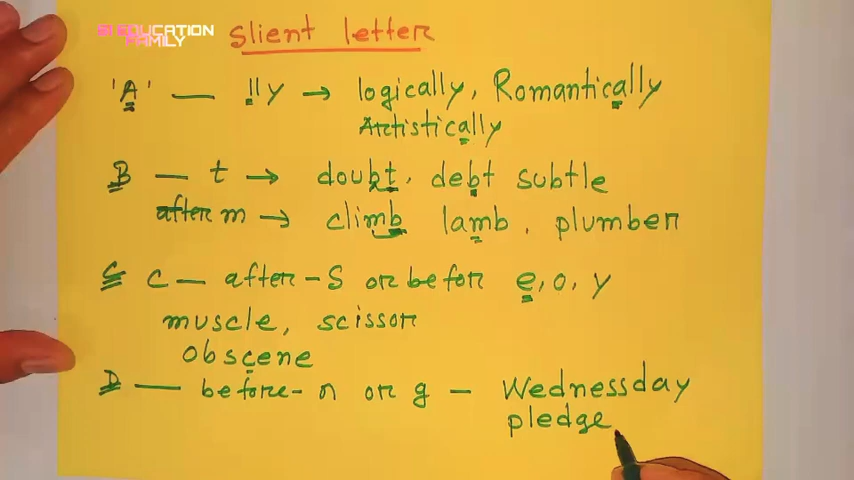 SI EDUCATION
FAMILY
slient letter
'A' — lly → logically, Romantically
Artistically
B — t → doubt, debt subtle
after m → climb lamb, plumber
C C — after - S or befor e, o, y
muscle, scissor
obscene
D — before - n or g — Wednessday
pledge